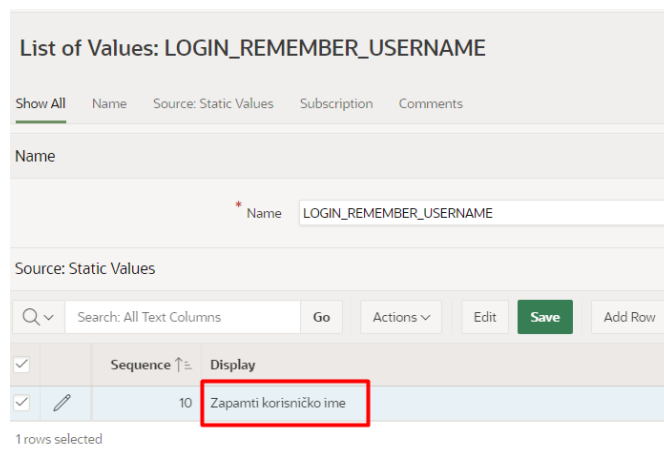 List of Values: LOGIN_REMEMBER_USERNAME
Show All Name Source: Static Values Subscription Comments
Name
* Name LOGIN_REMEMBER_USERNAME
Source: Static Values
Search: All Text Columns Go Actions Edit Save Add Row
Sequence Display
10 Zapamti korisničko ime
1 rows selected